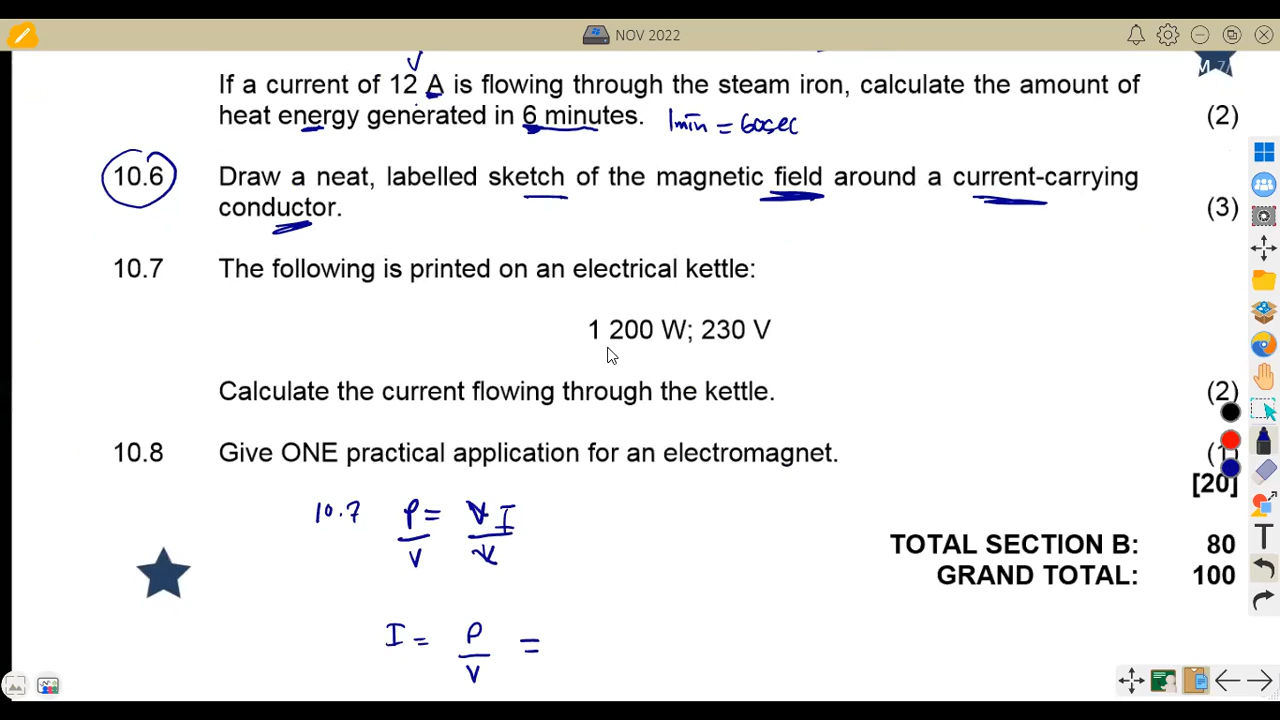 NOV 2022
M 7/
If a current of 12 A is flowing through the steam iron, calculate the amount of
heat energy generated in 6 minutes. 1min = 60sec (2)
10.6 Draw a neat, labelled sketch of the magnetic field around a current-carrying
conductor. (3)
10.7 The following is printed on an electrical kettle:
1 200 W; 230 V
Calculate the current flowing through the kettle. (2)
10.8 Give ONE practical application for an electromagnet. (1)
[20]
10.7 P = V I
V V
TOTAL SECTION B: 80
GRAND TOTAL: 100
I = P =
V
T